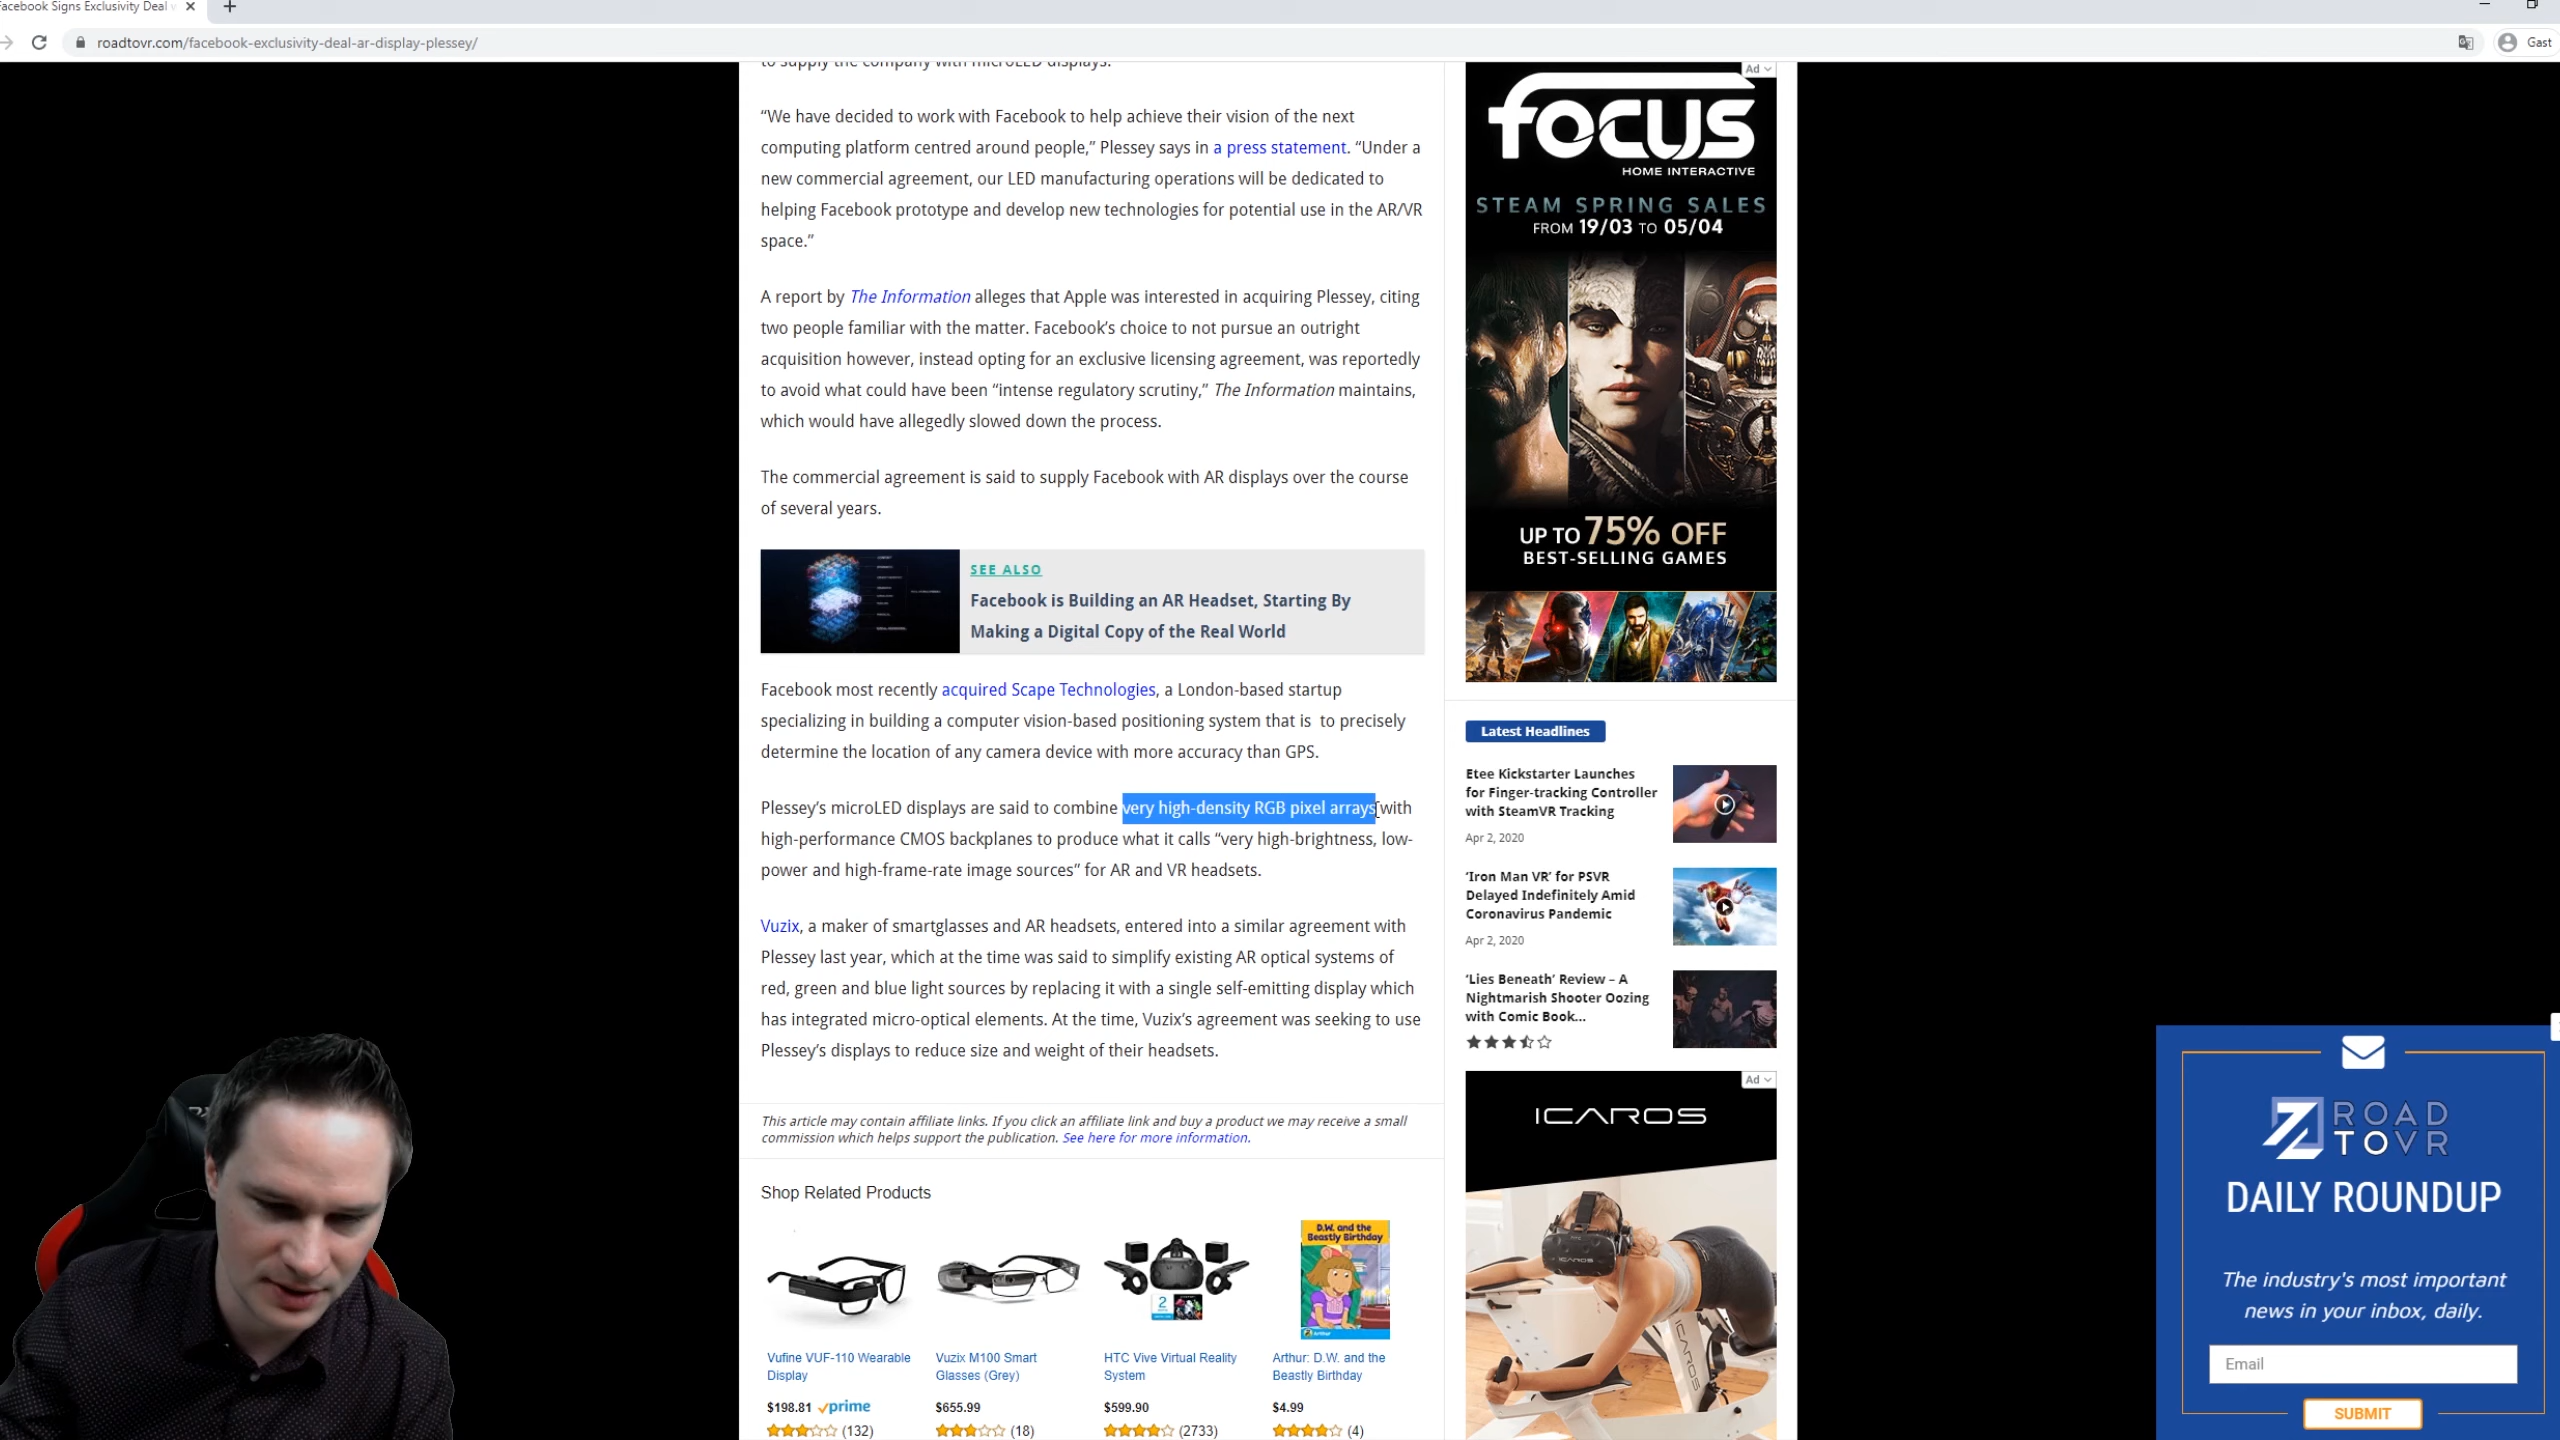 Facebook Signs Exclusivity Deal
roadtovr.com/facebook-exclusivity-deal-ar-display-plessey/
Gast
to supply the company with microLED displays.
“We have decided to work with Facebook to help achieve their vision of the next
computing platform centred around people,” Plessey says in a press statement. “Under a
new commercial agreement, our LED manufacturing operations will be dedicated to
helping Facebook prototype and develop new technologies for potential use in the AR/VR
space.”
A report by The Information alleges that Apple was interested in acquiring Plessey, citing
two people familiar with the matter. Facebook’s choice to not pursue an outright
acquisition however, instead opting for an exclusive licensing agreement, was reportedly
to avoid what could have been “intense regulatory scrutiny,” The Information maintains,
which would have allegedly slowed down the process.
The commercial agreement is said to supply Facebook with AR displays over the course
of several years.
SEE ALSO
Facebook is Building an AR Headset, Starting By
Making a Digital Copy of the Real World
Facebook most recently acquired Scape Technologies, a London-based startup
specializing in building a computer vision-based positioning system that is to precisely
determine the location of any camera device with more accuracy than GPS.
Plessey’s microLED displays are said to combine very high-density RGB pixel arrays with
high-performance CMOS backplanes to produce what it calls “very high-brightness, low-
power and high-frame-rate image sources” for AR and VR headsets.
Vuzix, a maker of smartglasses and AR headsets, entered into a similar agreement with
Plessey last year, which at the time was said to simplify existing AR optical systems of
red, green and blue light sources by replacing it with a single self-emitting display which
has integrated micro-optical elements. At the time, Vuzix’s agreement was seeking to use
Plessey’s displays to reduce size and weight of their headsets.
This article may contain affiliate links. If you click an affiliate link and buy a product we may receive a small
commission which helps support the publication. See here for more information.
Shop Related Products
D.W. and the
Beastly Birthday
Arthur
Vufine VUF-110 Wearable
Display
$198.81 prime
(132)
Vuzix M100 Smart
Glasses (Grey)
$655.99
(18)
HTC Vive Virtual Reality
System
$599.90
(2733)
Arthur: D.W. and the
Beastly Birthday
$4.99
(4)
Ad
FOCUS
HOME INTERACTIVE
STEAM SPRING SALES
FROM 19/03 TO 05/04
UP TO 75% OFF
BEST-SELLING GAMES
Latest Headlines
Etee Kickstarter Launches
for Finger-tracking Controller
with SteamVR Tracking
Apr 2, 2020
‘Iron Man VR’ for PSVR
Delayed Indefinitely Amid
Coronavirus Pandemic
Apr 2, 2020
‘Lies Beneath’ Review – A
Nightmarish Shooter Oozing
with Comic Book...
Ad
ICAROS
ICAROS
ICAROS
ROAD
TOVR
DAILY ROUNDUP
The industry's most important
news in your inbox, daily.
Email
SUBMIT